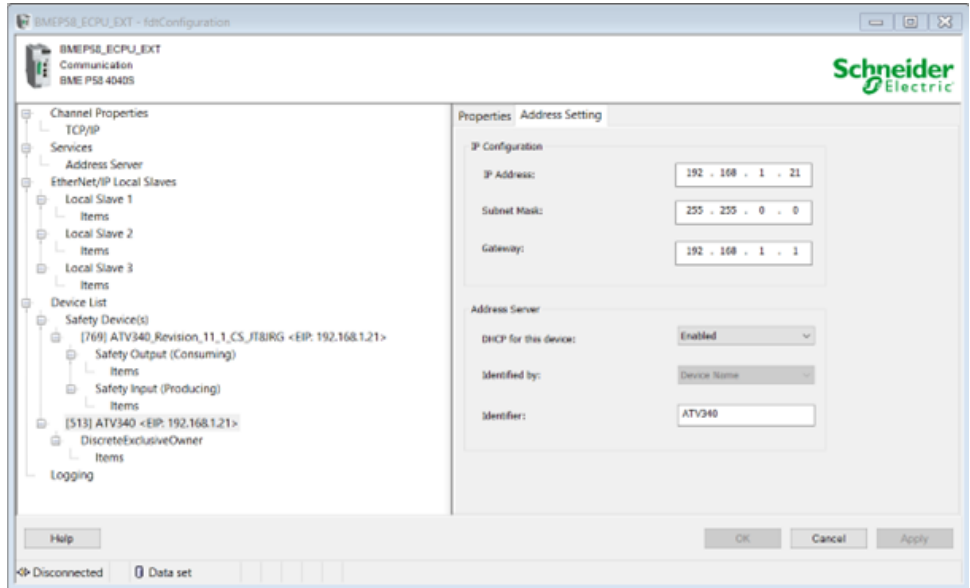 BMEP58_ECPU_EXT - fdtConfiguration
BMEP58_ECPU_EXT
Communication
BME P58 4040S
Schneider
Electric
Channel Properties
TCP/IP
Services
Address Server
EtherNet/IP Local Slaves
Local Slave 1
Items
Local Slave 2
Items
Local Slave 3
Items
Device List
Safety Device(s)
[769] ATV340_Revision_11_1_CS_JT8JRG <EIP: 192.168.1.21>
Safety Output (Consuming)
Items
Safety Input (Producing)
Items
[513] ATV340 <EIP: 192.168.1.21>
DiscreteExclusiveOwner
Items
Logging
Properties Address Setting
IP Configuration
IP Address: 192 . 168 . 1 . 21
Subnet Mask: 255 . 255 . 0 . 0
Gateway: 192 . 168 . 1 . 1
Address Server
DHCP for this device: Enabled
Identified by: Device Name
Identifier: ATV340
Help OK Cancel Apply
Disconnected Data set